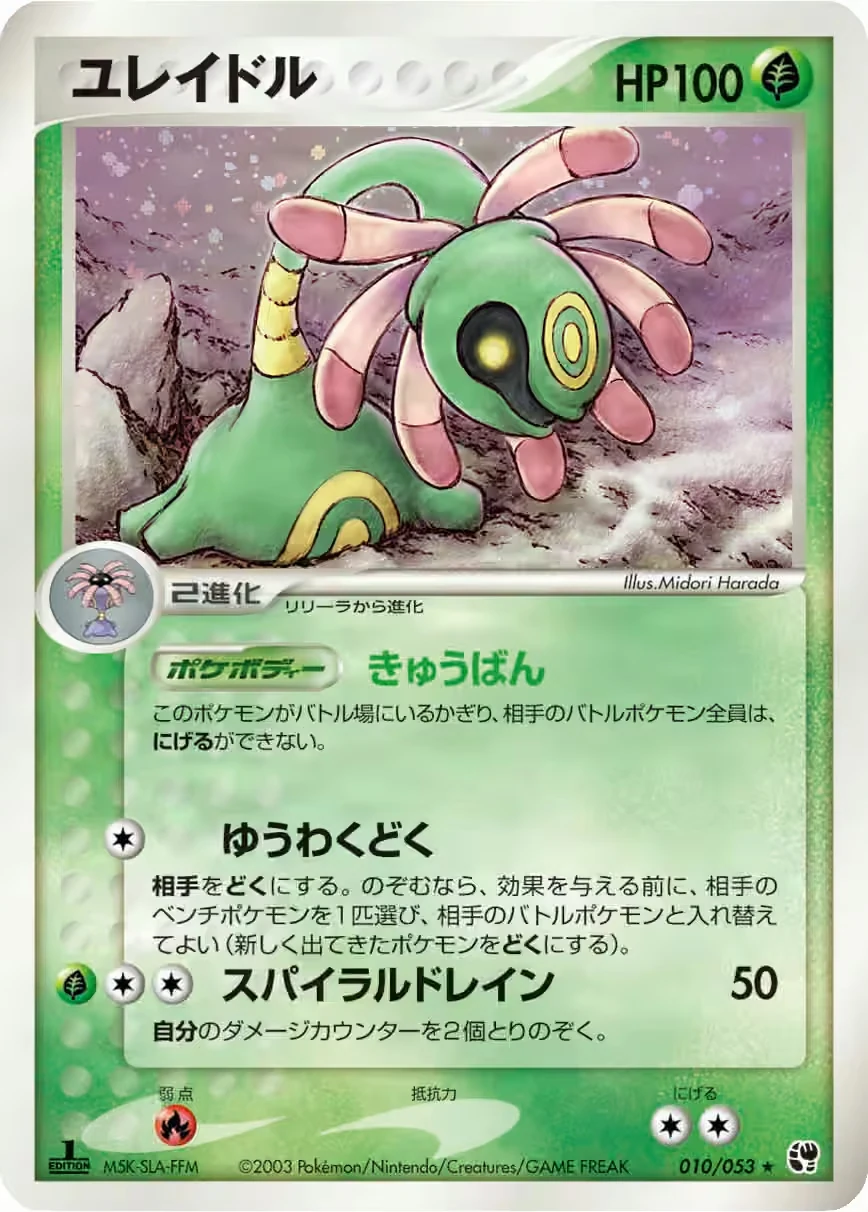 ユレイドル
HP100
Illus.Midori Harada
己進化
リリーラから進化
ポケボディー きゅうばん
このポケモンがバトル場にいるかぎり、相手のバトルポケモン全員は、
にげるができない。
ゆうわくどく
相手をどくにする。のぞむなら、効果を与える前に、相手の
ベンチポケモンを1匹選び、相手のバトルポケモンと入れ替え
てよい（新しく出てきたポケモンをどくにする）。
スパイラルドレイン 50
自分のダメージカウンターを2個とりのぞく。
弱点 抵抗力 にげる
1 EDITION M5K-SLA-FFM ©2003 Pokémon/Nintendo/Creatures/GAME FREAK 010/053 ★